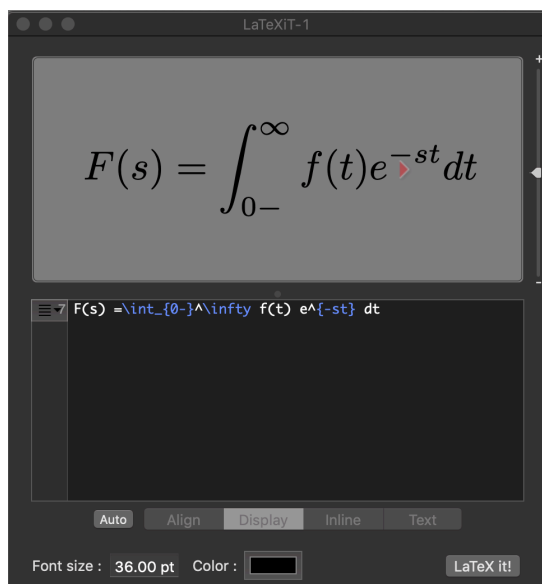 LaTeXiT-1
+
F(s) = ∫_{0−}^{∞} f(t)e^{−st}dt
-
7 F(s) =\int_{0-}^\infty f(t) e^{-st} dt
Auto Align Display Inline Text
Font size : 36.00 pt Color : LaTeX it!